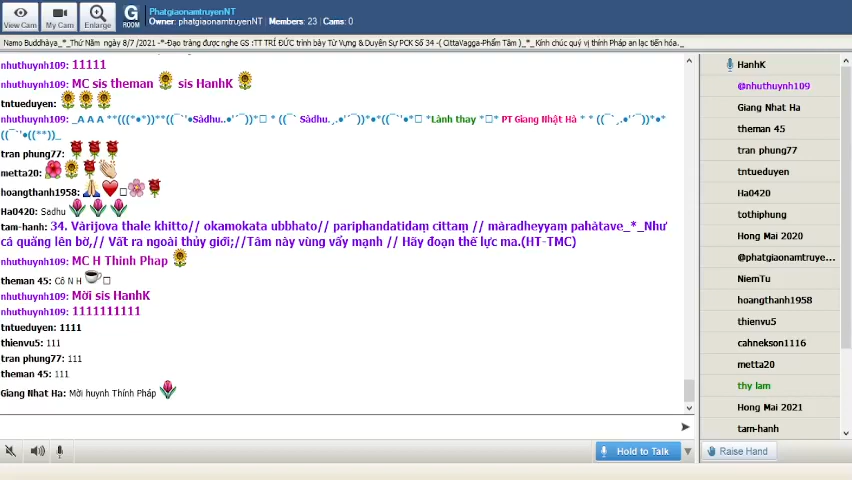 View Cam
My Cam
Enlarge
G
ROOM
PhatgiaonamtruyenNT
Owner: phatgiaonamtruyenNT | Members: 23 | Cams: 0
Namo Buddhàya_*_Thứ Năm ngày 8/7 /2021 -*-Đạo tràng được nghe GS :TT TRÍ ĐỨC trình bày Từ Vựng & Duyên Sự PCK Số 34 -( CittaVagga-Phẩm Tâm )_*_Kính chúc quý vị thính Pháp an lạc tiến hóa._
nhuthuynh109: 11111
nhuthuynh109: MC sis theman sis HanhK
tntueduyen:
nhuthuynh109: _A A A **(((*●*))**((¯`'●Sàdhu..●'´¯))*□ * ((¯` Sàdhu.¸.●'´¯))*●*((¯`'●*□ *Lành thay *□* PT Giang Nhật Hà * * ((¯`¸.●'´¯))*●*
((¯`'●((**))_
tran phung77:
metta20:
hoangthanh1958:
Ha0420: Sadhu
tam-hanh: 34. Vàrijova thale khitto// okamokata ubbhato// pariphandatidaṃ cittaṃ // màradheyyaṃ pahàtave_*_Như
cá quăng lên bờ,// Vất ra ngoài thủy giới;//Tâm này vùng vẫy mạnh // Hãy đoạn thế lực ma.(HT-TMC)
nhuthuynh109: MC H Thinh Phap
theman 45: Cô N H
nhuthuynh109: Mời sis HanhK
nhuthuynh109: 1111111111
tntueduyen: 1111
thienvu5: 111
tran phung77: 111
theman 45: 111
Giang Nhat Ha: Mời huynh Thính Pháp
Hold to Talk
HanhK
@nhuthuynh109
Giang Nhat Ha
theman 45
tran phung77
tntueduyen
Ha0420
tothiphung
Hong Mai 2020
@phatgiaonamtruye...
NiemTu
hoangthanh1958
thienvu5
cahnekson1116
metta20
thy lam
Hong Mai 2021
tam-hanh
Raise Hand